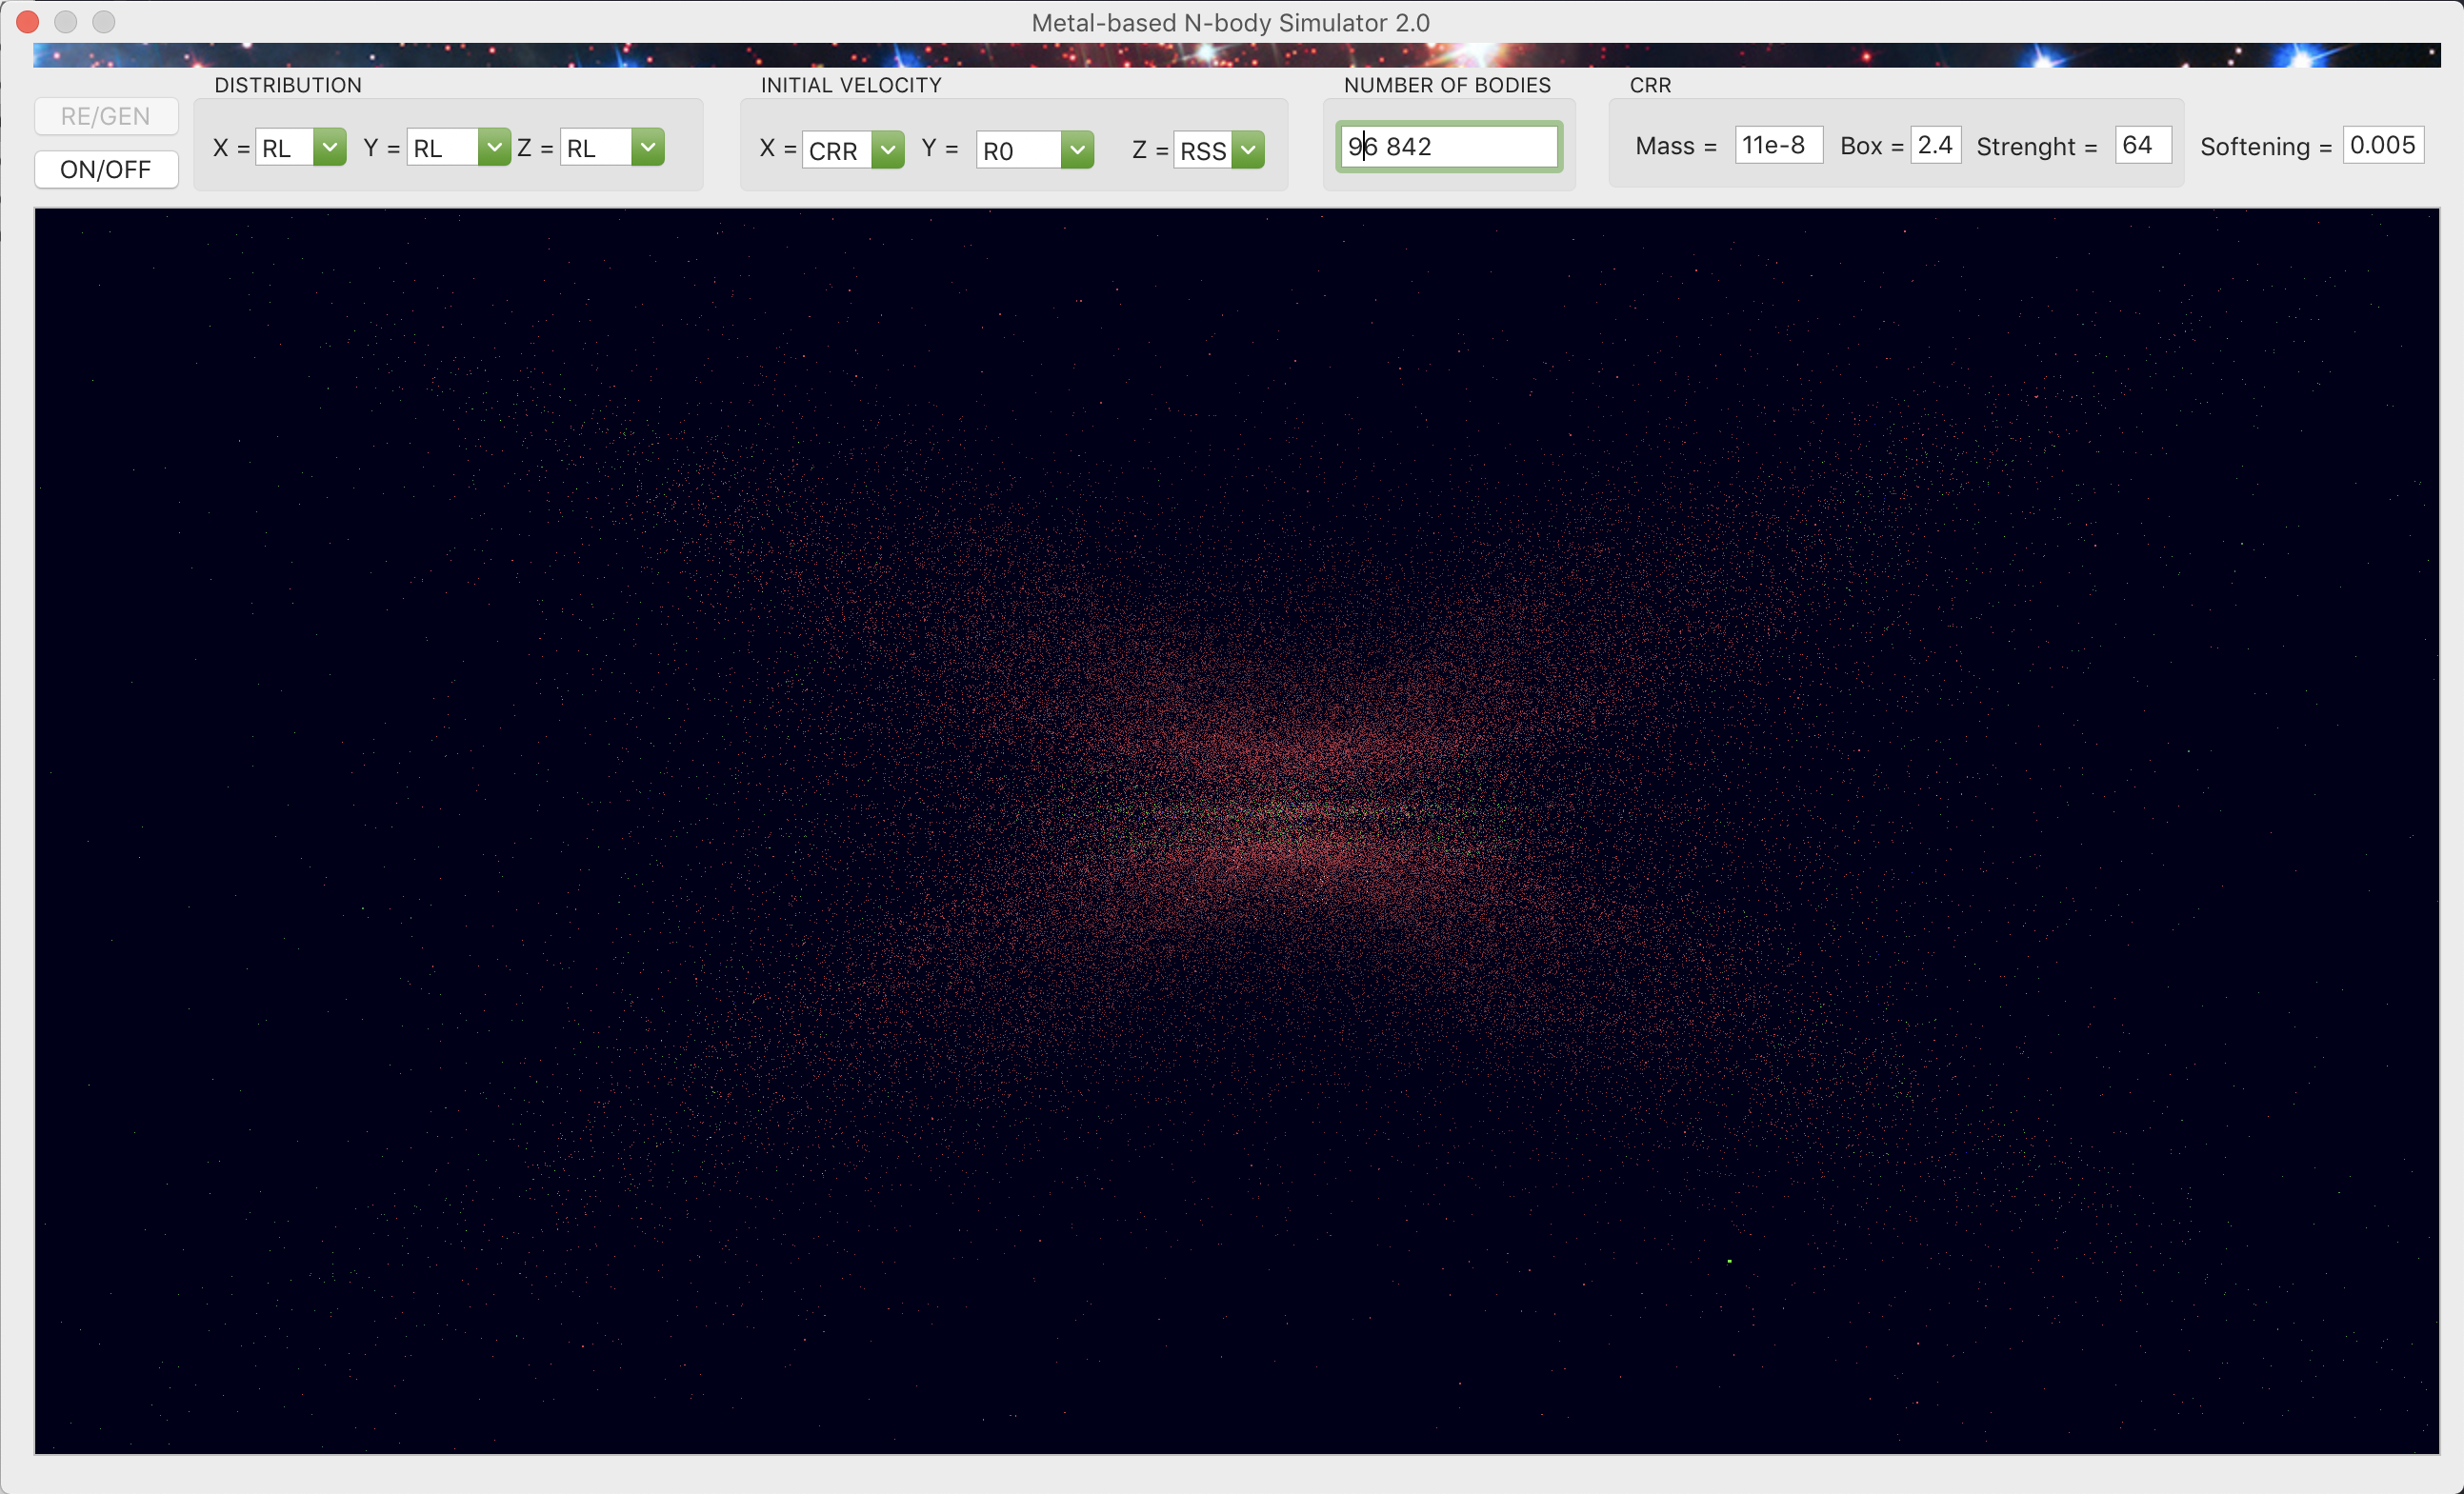 Metal-based N-body Simulator 2.0
DISTRIBUTION INITIAL VELOCITY NUMBER OF BODIES CRR
RE/GEN
X = RL Y = RL Z = RL X = CRR Y = R0 Z = RSS 96 842 Mass = 11e-8 Box = 2.4 Strenght = 64 Softening = 0.005
ON/OFF